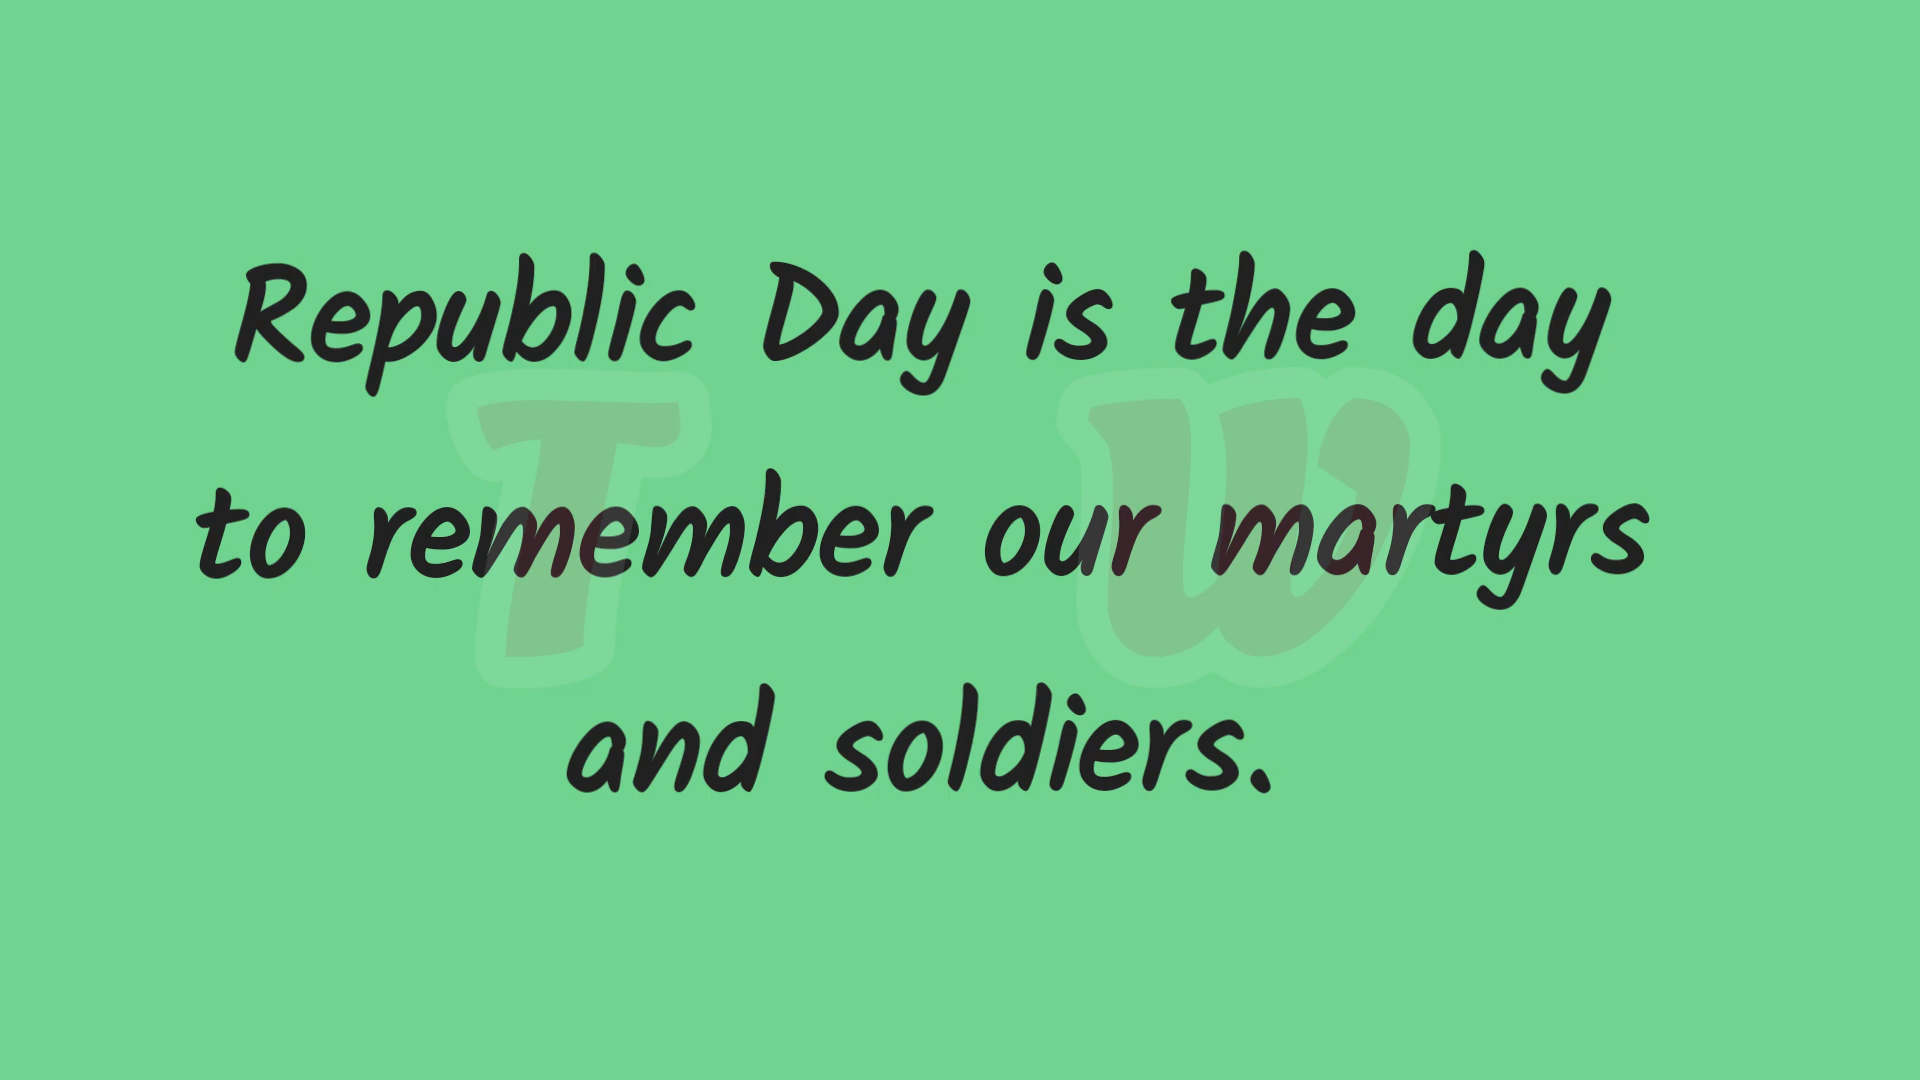 Republic Day is the day
to remember our martyrs
and soldiers.
T W